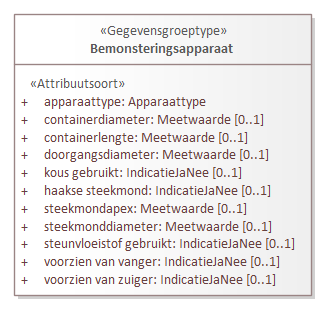 «Gegevensgroeptype»
Bemonsteringsapparaat
«Attribuutsoort»
+ apparaattype: Apparaattype
+ containerdiameter: Meetwaarde [0..1]
+ containerlengte: Meetwaarde [0..1]
+ doorgangsdiameter: Meetwaarde [0..1]
+ kous gebruikt: IndicatieJaNee [0..1]
+ haakse steekmond: IndicatieJaNee [0..1]
+ steekmondapex: Meetwaarde [0..1]
+ steekmonddiameter: Meetwaarde [0..1]
+ steunvloeistof gebruikt: IndicatieJaNee [0..1]
+ voorzien van vanger: IndicatieJaNee [0..1]
+ voorzien van zuiger: IndicatieJaNee [0..1]